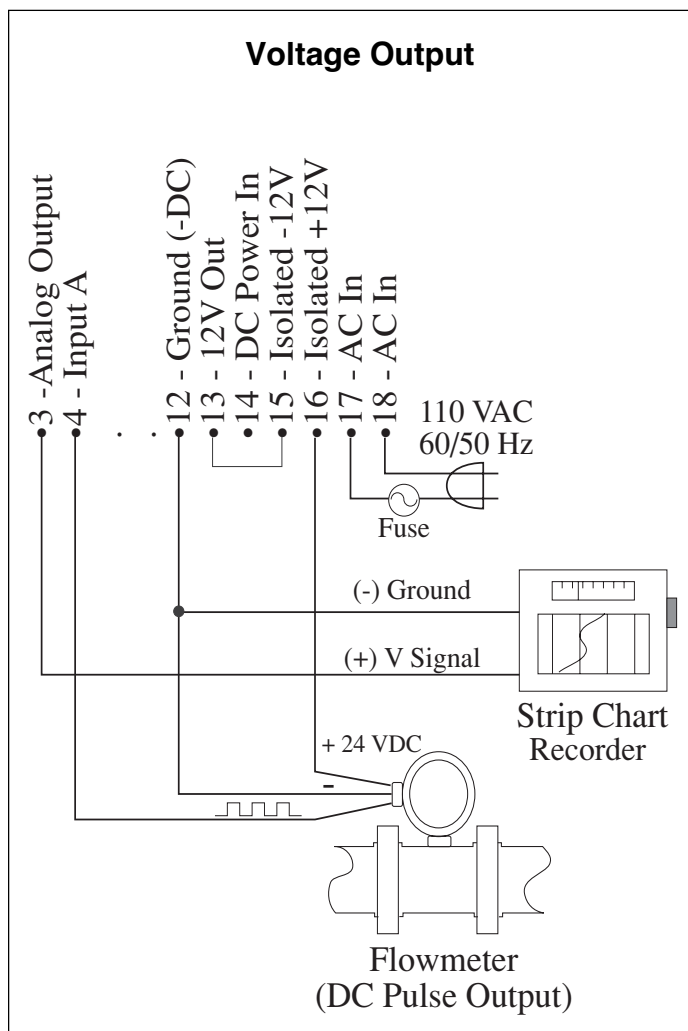 Voltage Output
3 -Analog Output
4 - Input A
12 - Ground (-DC)
13 - 12V Out
14 - DC Power In
15 - Isolated -12V
16 - Isolated +12V
17 - AC In
18 - AC In
110 VAC
60/50 Hz
Fuse
(-) Ground
(+) V Signal
Strip Chart
Recorder
+ 24 VDC
-
Flowmeter
(DC Pulse Output)